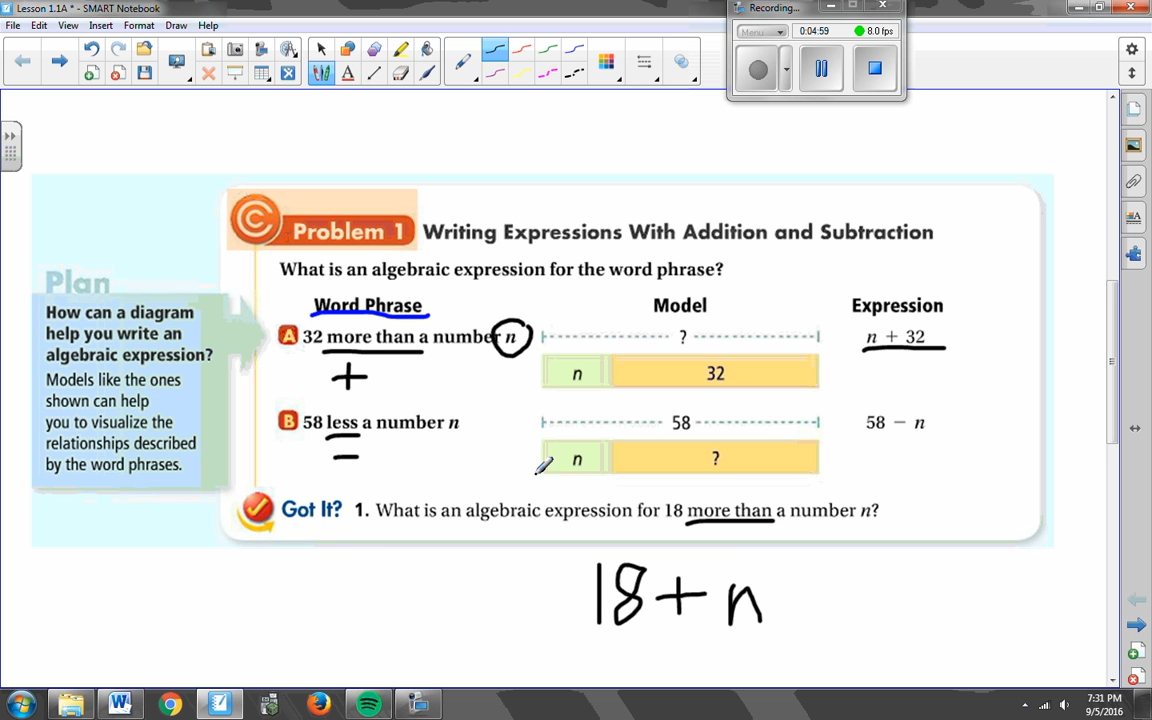 Lesson 1.1A * - SMART Notebook
Recording...
File Edit View Insert Format Draw Help
Menu 0:04:59 8.0 fps
Problem 1 Writing Expressions With Addition and Subtraction
What is an algebraic expression for the word phrase?
Plan
How can a diagram
help you write an
algebraic expression?
Models like the ones
shown can help
you to visualize the
relationships described
by the word phrases.
Word Phrase Model Expression
A 32 more than a number n ? n + 32
+ n 32
B 58 less a number n 58 58 − n
− n ?
Got It? 1. What is an algebraic expression for 18 more than a number n?
18 + n
7:31 PM
9/5/2016